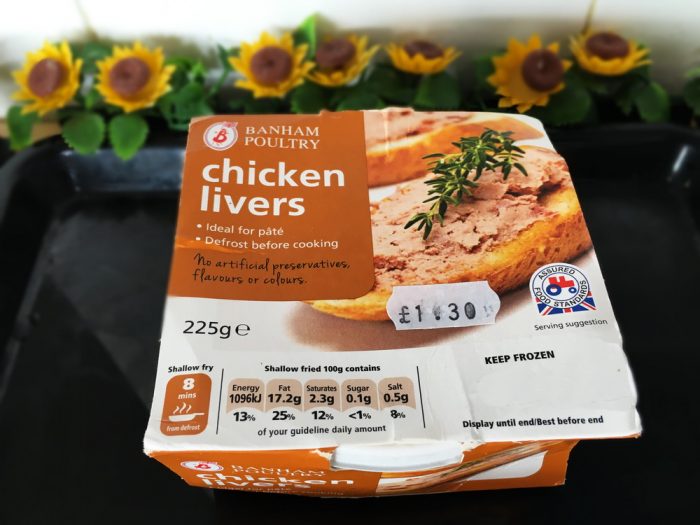 BANHAM
POULTRY
chicken
livers
• Ideal for pâté
• Defrost before cooking
No artificial preservatives,
flavours or colours.
225g e
£1•30
ASSURED
FOOD STANDARDS
Serving suggestion
KEEP FROZEN
Display until end/Best before end
Shallow fry
8
mins
from defrost
Shallow fried 100g contains
Energy Fat Saturates Sugar Salt
1096kJ 17.2g 2.3g 0.1g 0.5g
13% 25% 12% <1% 8%
of your guideline daily amount
BANHAM
POULTRY
chicken
livers